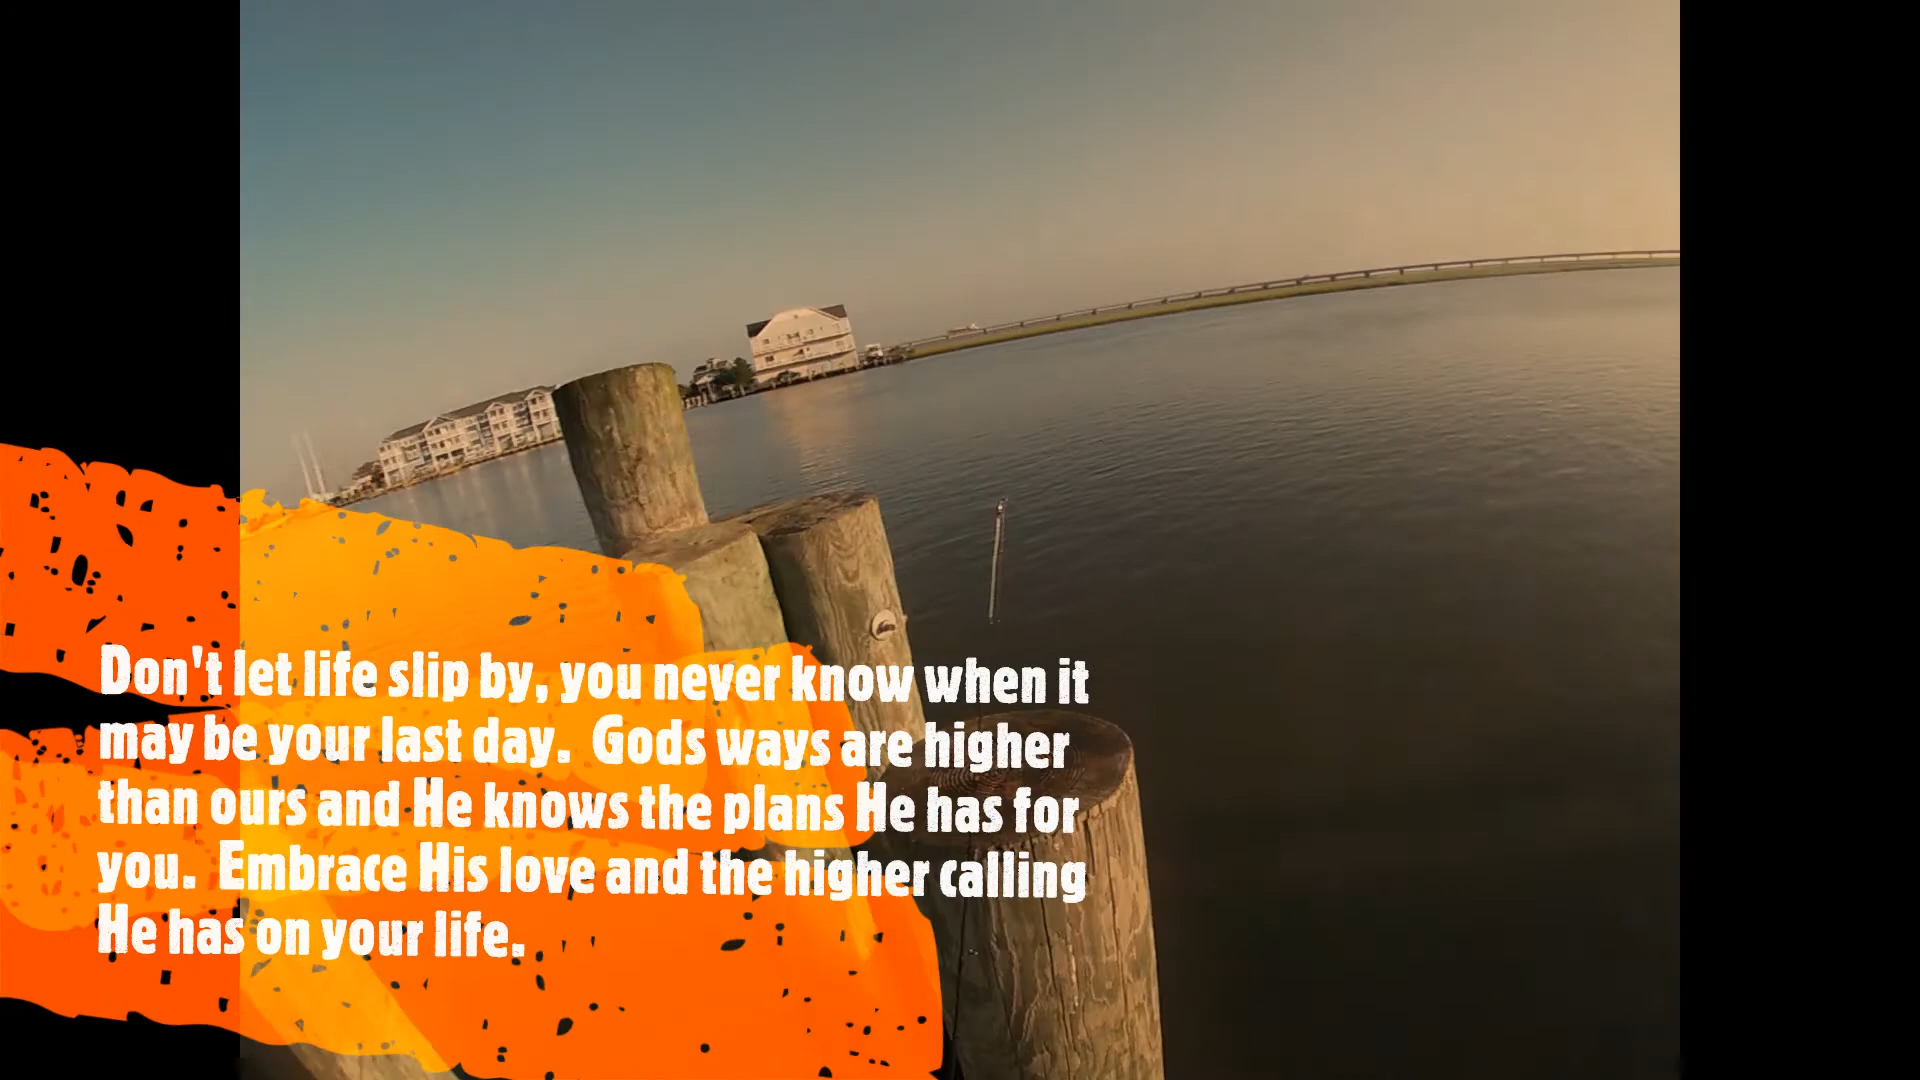 Don't let life slip by, you never know when it
may be your last day. Gods ways are higher
than ours and He knows the plans He has for
you. Embrace His love and the higher calling
He has on your life.